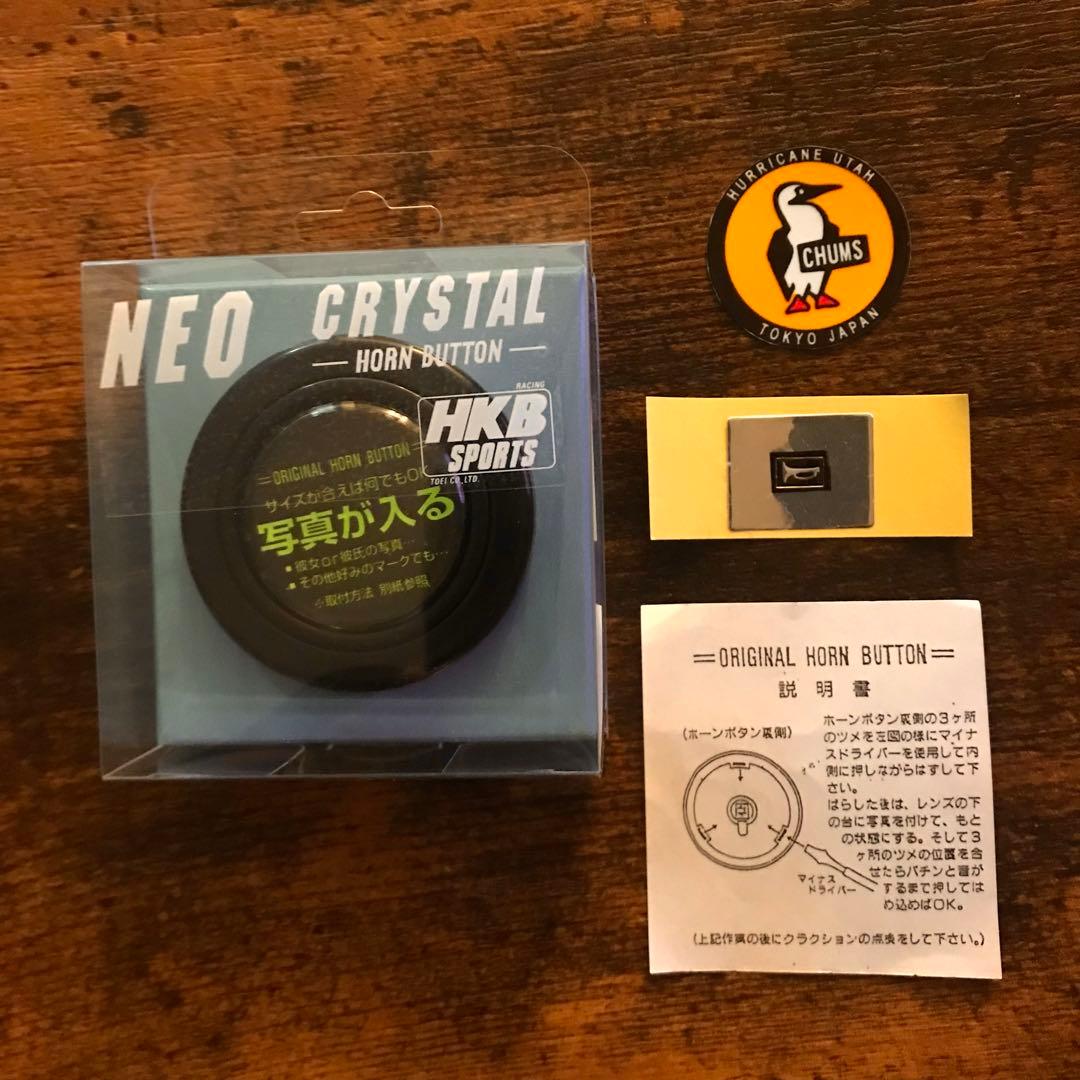 NEO CRYSTAL
HORN BUTTON
RACING
HKB
SPORTS
TOEI CO.,LTD.
ORIGINAL HORN BUTTON
サイズが合えば何でもOK
写真が入る
■彼女or彼氏の写真…
■その他好みのマークでも…
※取付方法 別紙参照
HURRICANE UTAH
CHUMS
TOKYO JAPAN
=ORIGINAL HORN BUTTON=
説明書
(ホーンボタン裏側)
ホーンボタン裏側の3ヶ所
のツメを左図の様にマイナ
スドライバーを使用して内
側に押しながらはずして下
さい。
ばらした後は、レンズの下
の台に写真を付けて、もと
の状態にする。そして3
ヶ所のツメの位置を合
せたらパチンと音が
するまで押しては
め込めばOK。
マイナス
ドライバー
(上記作業の後にクラクションの点検をして下さい。)